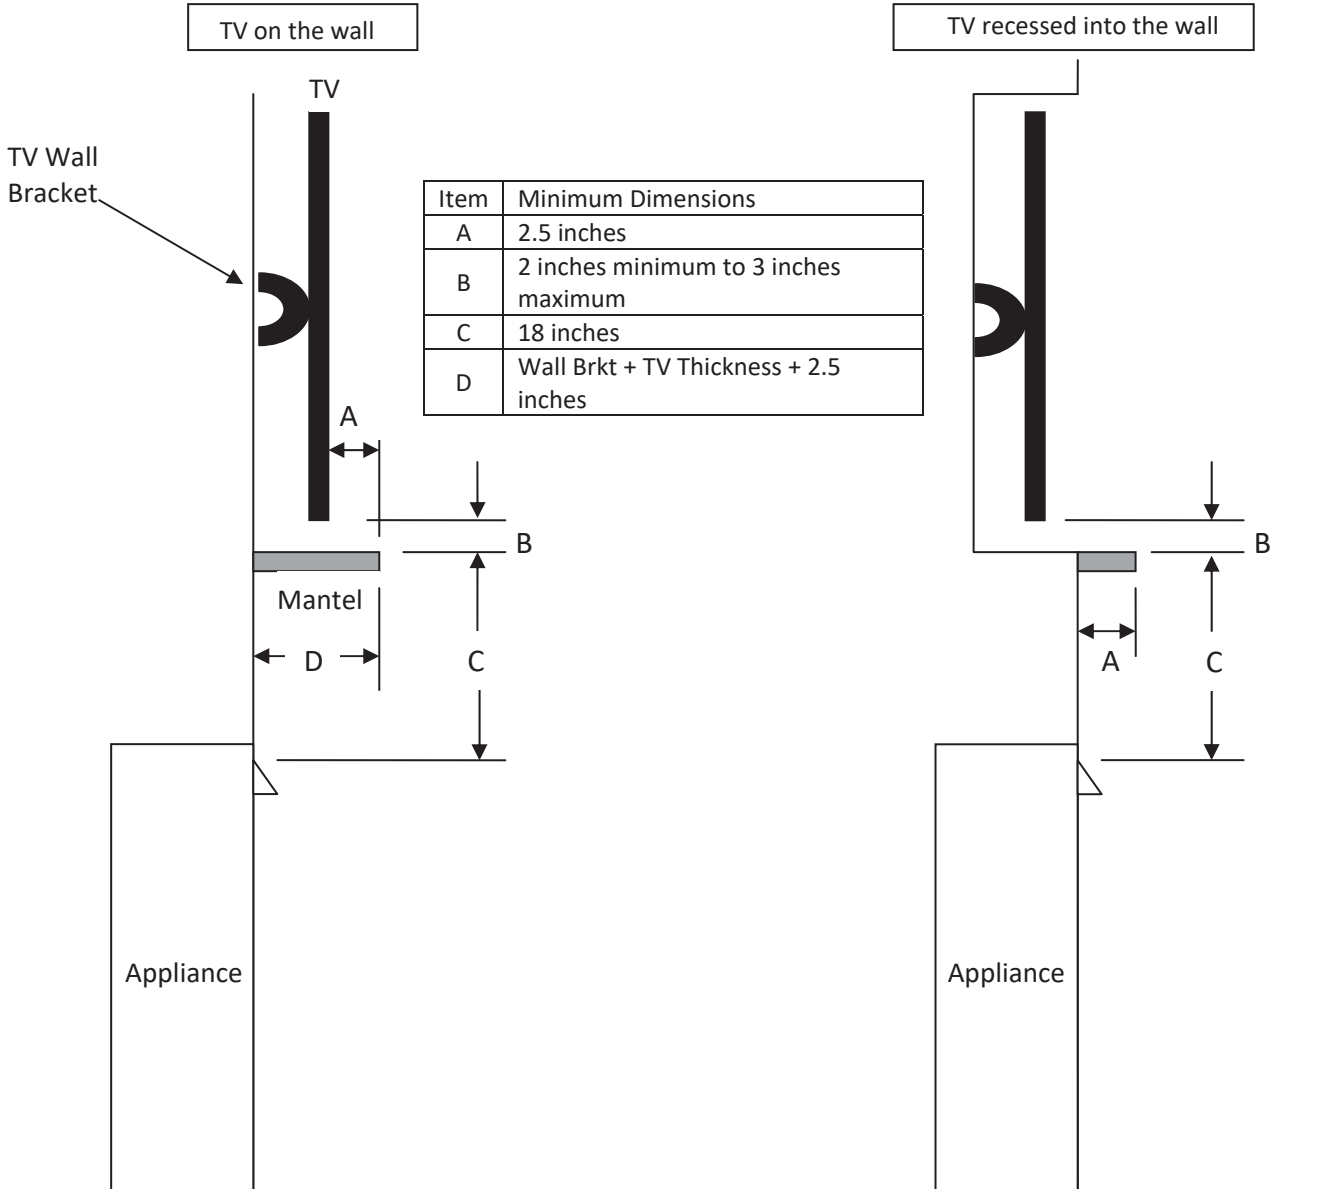 TV on the wall
TV recessed into the wall
TV
TV Wall
Bracket
Item Minimum Dimensions
A 2.5 inches
B 2 inches minimum to 3 inches
maximum
C 18 inches
D Wall Brkt + TV Thickness + 2.5
inches
A
B
B
Mantel
D
C
A
C
Appliance
Appliance